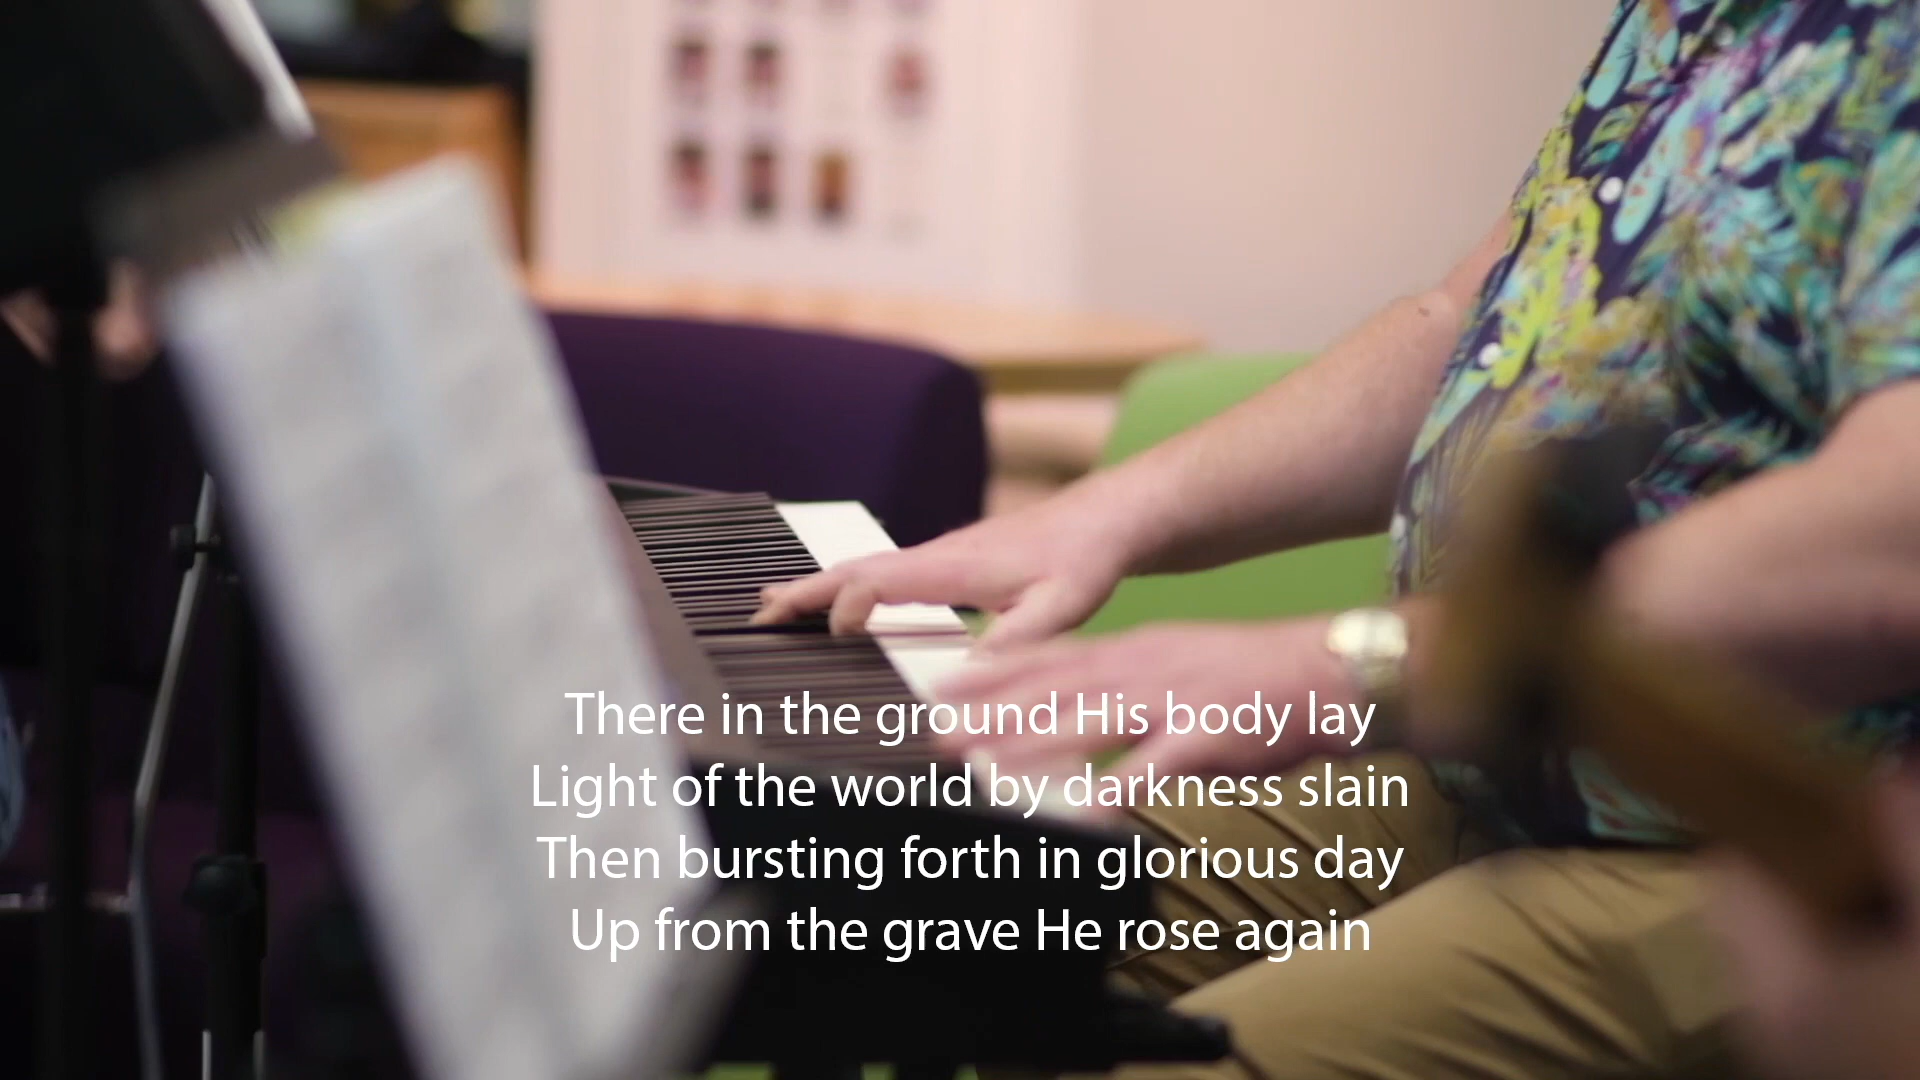 There in the ground His body lay
Light of the world by darkness slain
Then bursting forth in glorious day
Up from the grave He rose again